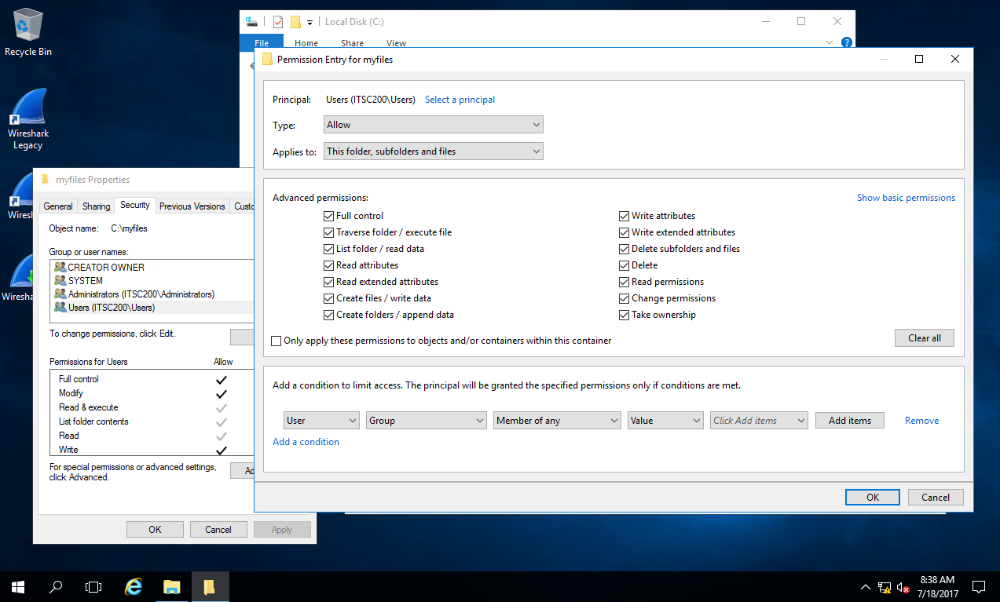 Recycle Bin
Wireshark
Legacy
Local Disk (C:)
File Home Share View
Permission Entry for myfiles
Principal: Users (ITSC200\Users) Select a principal
Type: Allow
Applies to: This folder, subfolders and files
Advanced permissions: Show basic permissions
Full control Write attributes
Traverse folder / execute file Write extended attributes
List folder / read data Delete subfolders and files
Read attributes Delete
Read extended attributes Read permissions
Create files / write data Change permissions
Create folders / append data Take ownership
Only apply these permissions to objects and/or containers within this container
Clear all
Add a condition to limit access. The principal will be granted the specified permissions only if conditions are met.
User Group Member of any Value Click Add items Add items Remove
Add a condition
OK Cancel
myfiles Properties
General Sharing Security Previous Versions
Object name: C:\myfiles
Group or user names:
CREATOR OWNER
SYSTEM
Administrators (ITSC200\Administrators)
Users (ITSC200\Users)
To change permissions, click Edit.
Permissions for Users Allow
Full control
Modify
Read & execute
List folder contents
Read
Write
For special permissions or advanced settings,
click Advanced.
OK Cancel Apply
8:38 AM
7/18/2017